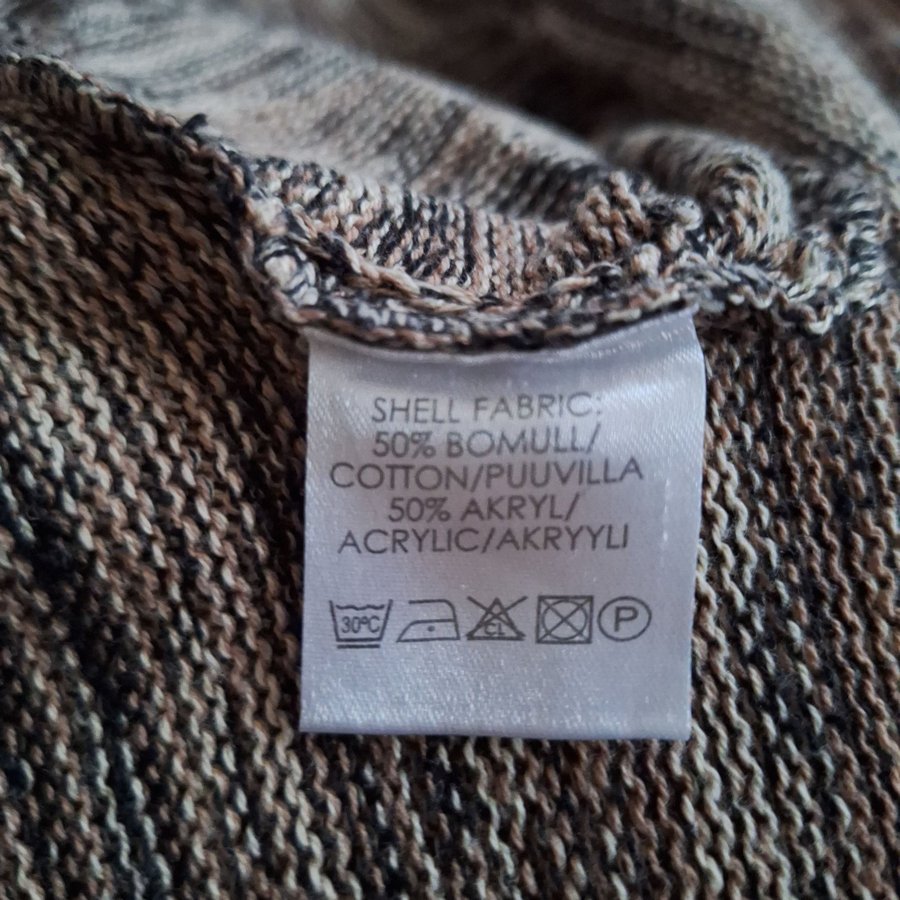 SHELL FABRIC:
50% BOMULL/
COTTON/PUUVILLA
50% AKRYL/
ACRYLIC/AKRYYLI
30°C CL P